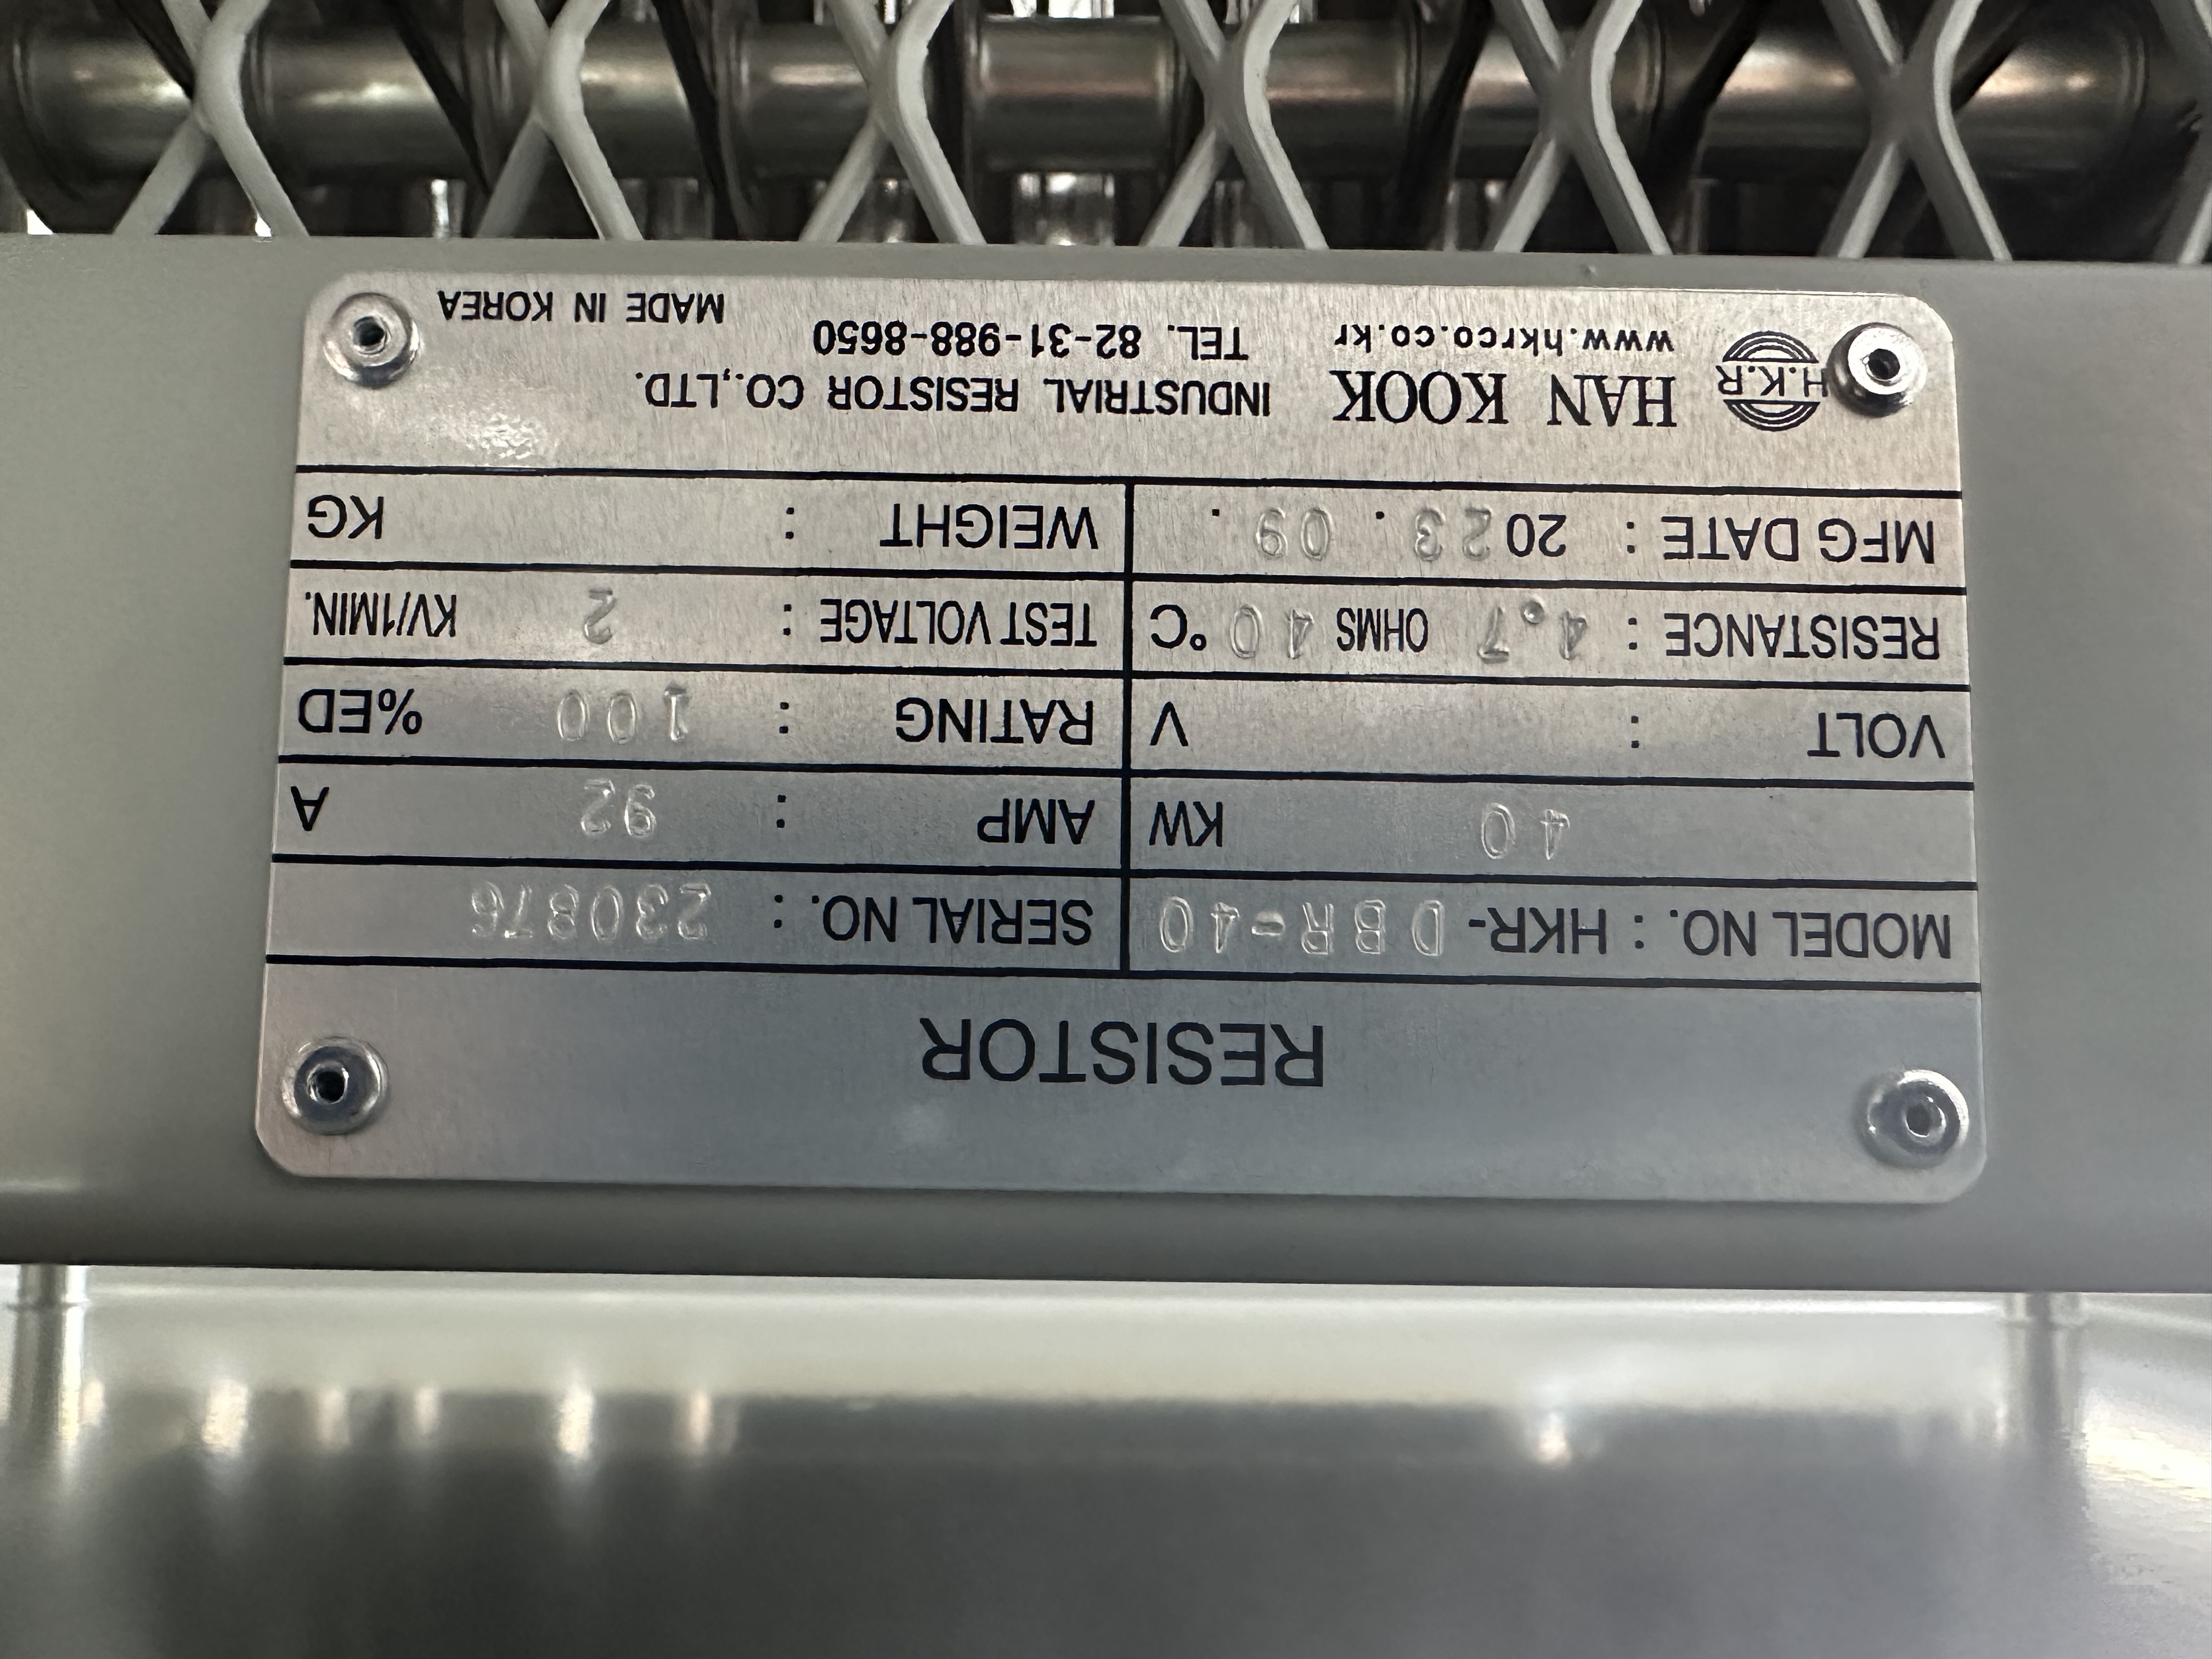 RESISTOR
MODEL NO. : HKR- DBR-40 SERIAL NO. : 230876
40 KW AMP : 92 A
VOLT : V RATING : 100 %ED
RESISTANCE : 4.7 OHMS 40 °C TEST VOLTAGE : 2 KV/1MIN.
MFG DATE : 2023. 09 . WEIGHT : KG
H.K.R HAN KOOK INDUSTRIAL RESISTOR CO.,LTD.
www.hkrco.co.kr TEL. 82-31-988-8650
MADE IN KOREA